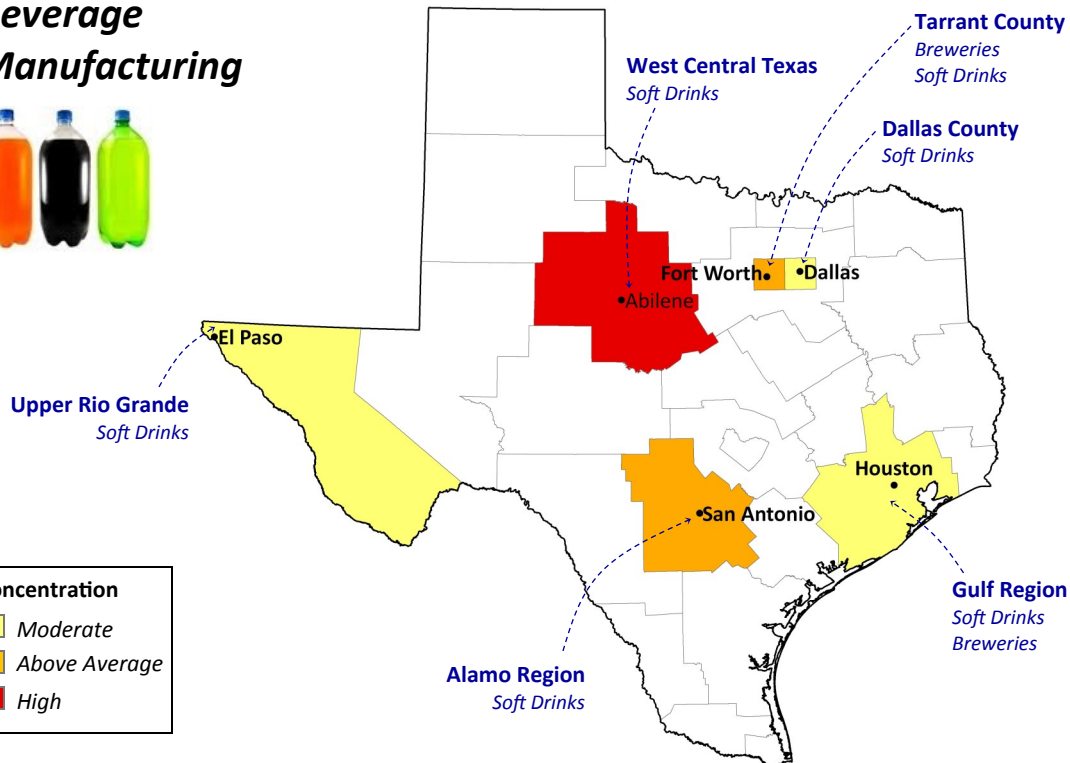 everage
Manufacturing
Tarrant County
Breweries
Soft Drinks
West Central Texas
Soft Drinks
Dallas County
Soft Drinks
Fort Worth
Dallas
Abilene
El Paso
Upper Rio Grande
Soft Drinks
Houston
San Antonio
Gulf Region
Soft Drinks
Breweries
Alamo Region
Soft Drinks
oncentration
Moderate
Above Average
High